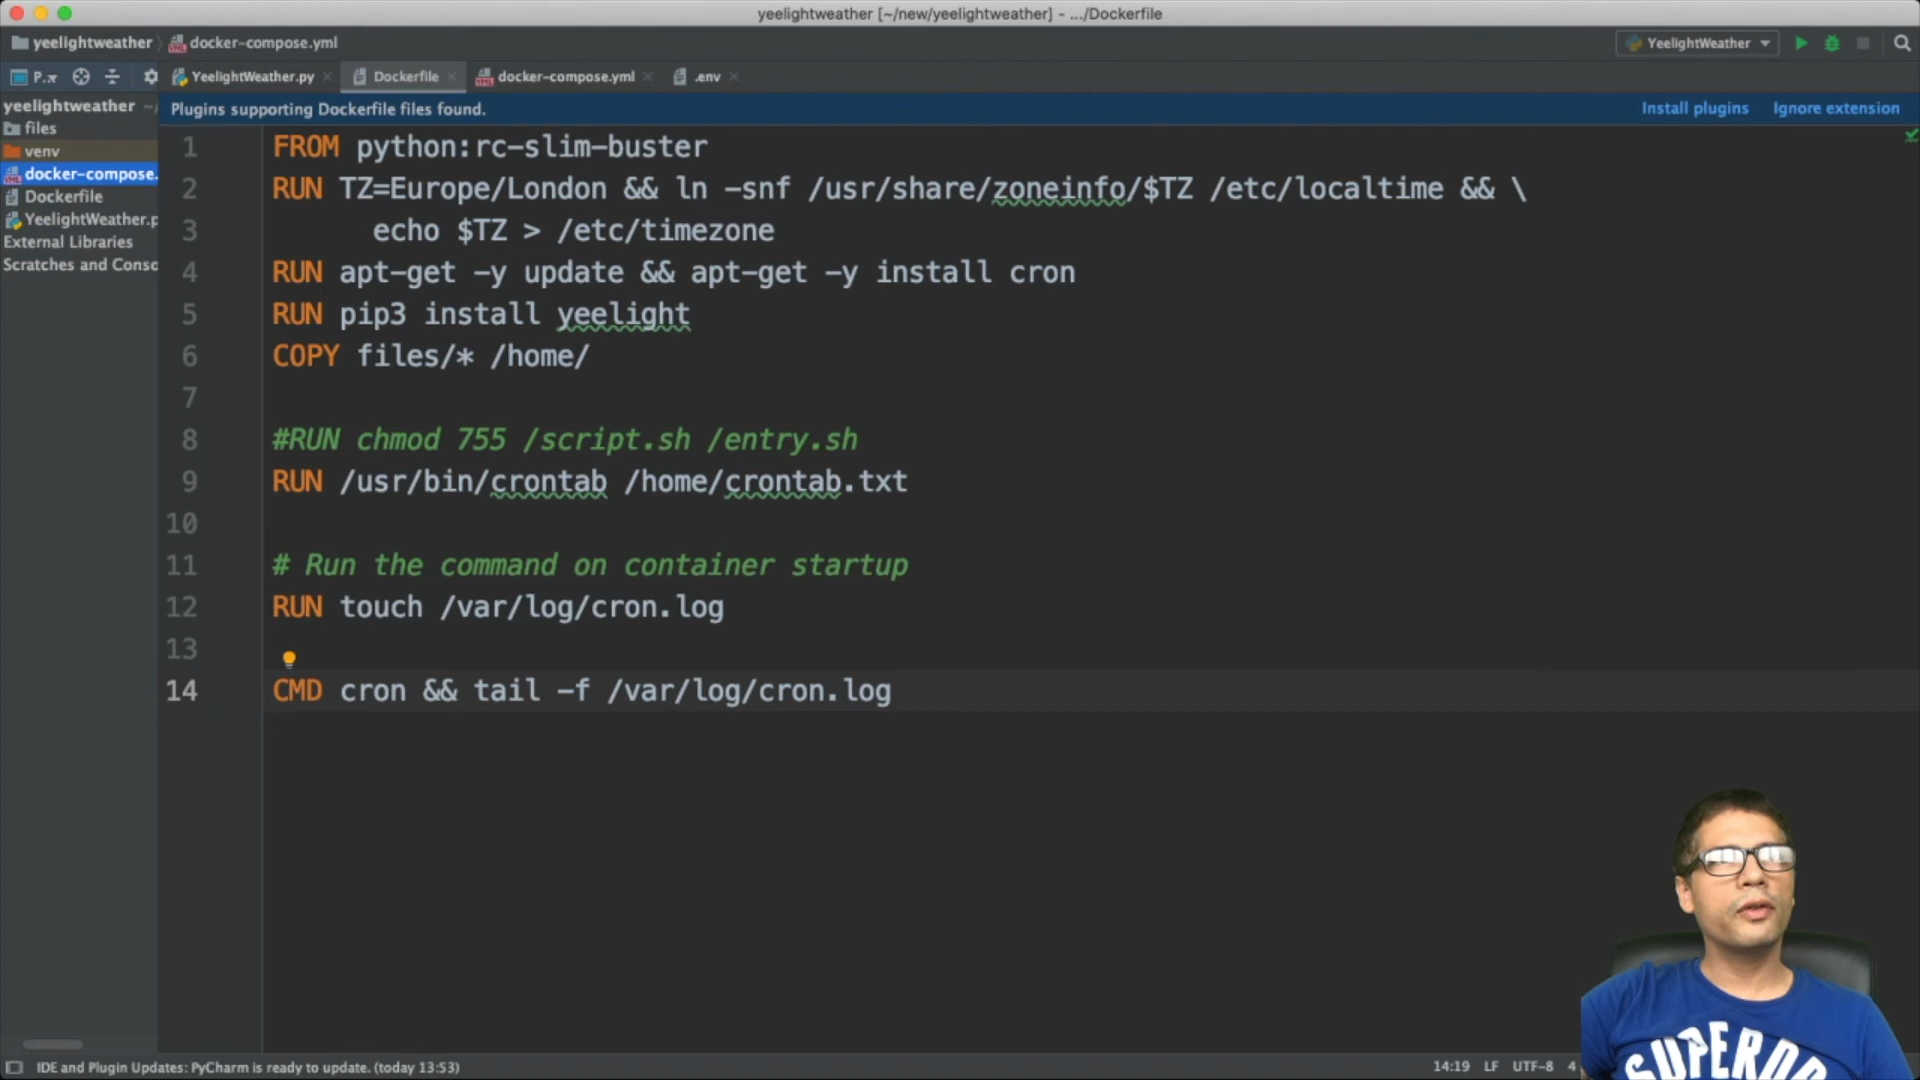 yeelightweather [~/new/yeelightweather] - .../Dockerfile
yeelightweather docker-compose.yml YeelightWeather
P.. YeelightWeather.py Dockerfile docker-compose.yml .env
yeelightweather ~/
Plugins supporting Dockerfile files found. Install plugins Ignore extension
files
venv
docker-compose.
Dockerfile
YeelightWeather.p
External Libraries
Scratches and Conso
1 FROM python:rc-slim-buster
2 RUN TZ=Europe/London && ln -snf /usr/share/zoneinfo/$TZ /etc/localtime && \
3 echo $TZ > /etc/timezone
4 RUN apt-get -y update && apt-get -y install cron
5 RUN pip3 install yeelight
6 COPY files/* /home/
7
8 #RUN chmod 755 /script.sh /entry.sh
9 RUN /usr/bin/crontab /home/crontab.txt
10
11 # Run the command on container startup
12 RUN touch /var/log/cron.log
13
14 CMD cron && tail -f /var/log/cron.log
IDE and Plugin Updates: PyCharm is ready to update. (today 13:53) 14:19 LF UTF-8 4